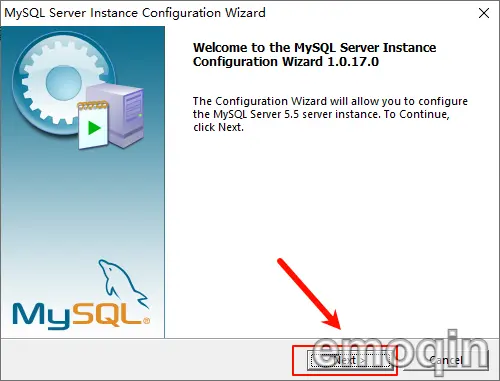 MySQL Server Instance Configuration Wizard
Welcome to the MySQL Server Instance
Configuration Wizard 1.0.17.0
The Configuration Wizard will allow you to configure
the MySQL Server 5.5 server instance. To Continue,
click Next.
MySQL®
Next >
Cancel
emoqin